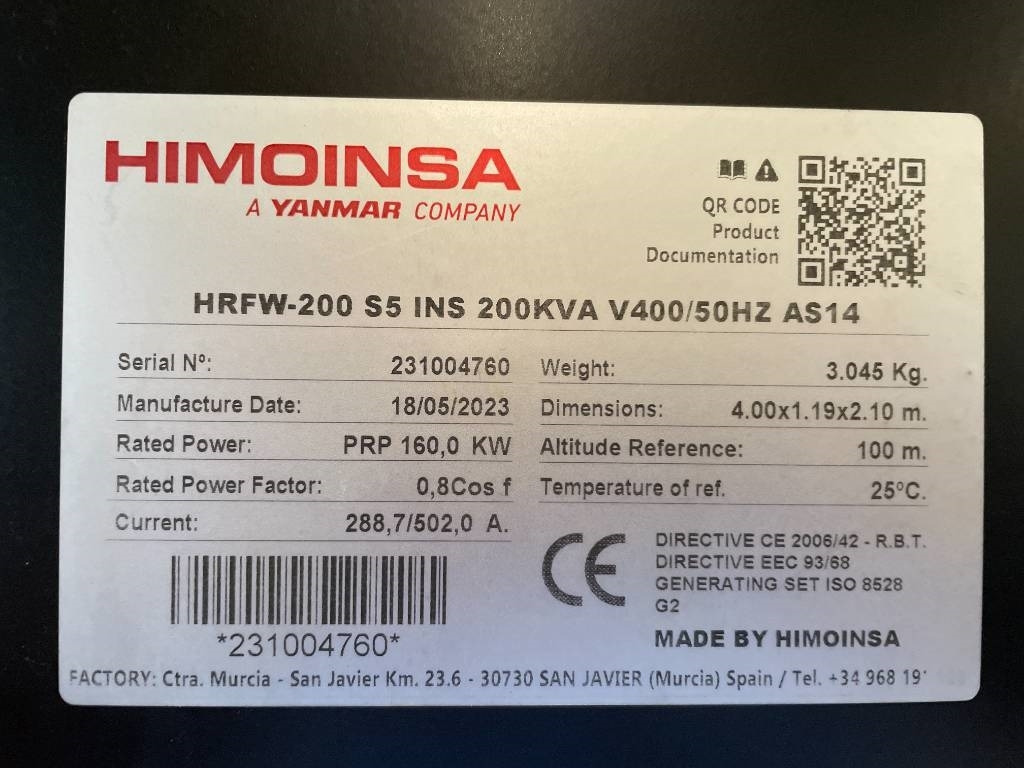 HIMOINSA
A YANMAR COMPANY
QR CODE
Product
Documentation
HRFW-200 S5 INS 200KVA V400/50HZ AS14
Serial Nº: 231004760
Weight: 3.045 Kg.
Manufacture Date: 18/05/2023
Dimensions: 4.00x1.19x2.10 m.
Rated Power: PRP 160,0 KW
Altitude Reference: 100 m.
Rated Power Factor: 0,8Cos f
Temperature of ref. 25ºC.
Current: 288,7/502,0 A.
CE
DIRECTIVE CE 2006/42 - R.B.T.
DIRECTIVE EEC 93/68
GENERATING SET ISO 8528
G2
*231004760*
MADE BY HIMOINSA
FACTORY: Ctra. Murcia - San Javier Km. 23.6 - 30730 SAN JAVIER (Murcia) Spain / Tel. +34 968 19